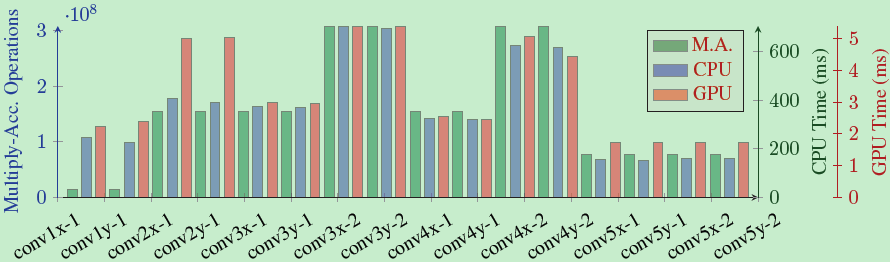 ·10⁸
3
2
1
0
Multiply-Acc. Operations
M.A.
CPU
GPU
600
400
200
0
CPU Time (ms)
5
4
3
2
1
0
GPU Time (ms)
conv1x-1
conv1y-1
conv2x-1
conv2y-1
conv3x-1
conv3y-1
conv3x-2
conv3y-2
conv4x-1
conv4y-1
conv4x-2
conv4y-2
conv5x-1
conv5y-1
conv5x-2
conv5y-2